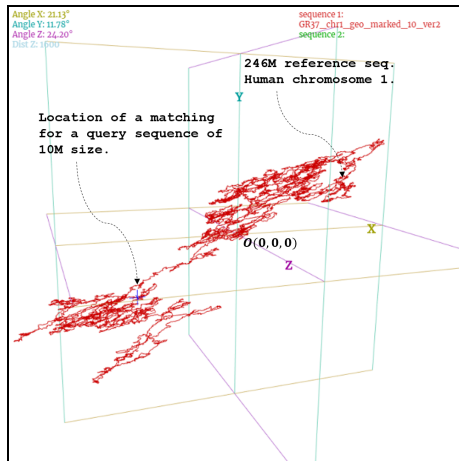 Angle X: 21.13°
Angle Y: 11.78°
Angle Z: 24.20°
Dist Z: 1600
sequence 1:
GR37_chr1_geo_marked_10_ver2
sequence 2:
246M reference seq.
Human chromosome 1.
Y
Location of a matching
for a query sequence of
10M size.
X
O(0,0,0)
Z